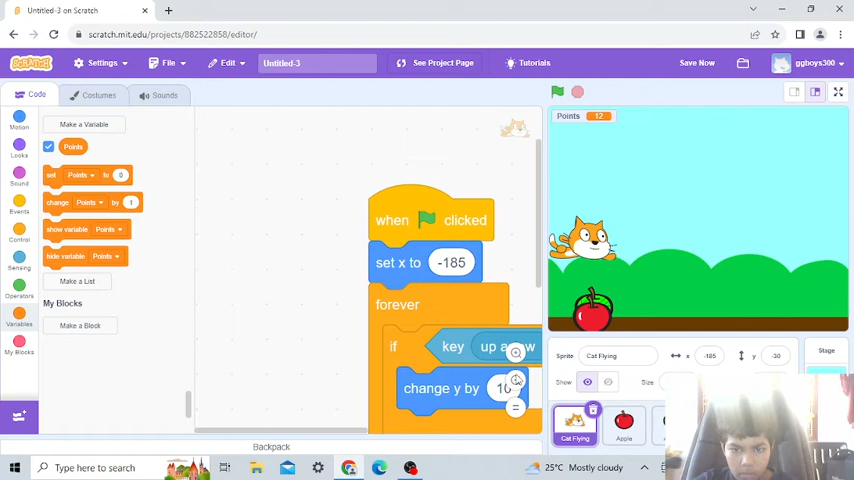 Untitled-3 on Scratch
scratch.mit.edu/projects/882522858/editor/
SCRATCH Settings File Edit Untitled-3 See Project Page Tutorials Save Now ggboys300
Code Costumes Sounds
Motion
Looks
Sound
Events
Control
Sensing
Operators
Variables
My Blocks
Make a Variable
Points
set Points to 0
change Points by 1
show variable Points
hide variable Points
Make a List
My Blocks
Make a Block
when clicked
set x to -185
forever
if key up arrow
change y by 10
Points 12
Sprite Cat Flying x -185 y -30
Show Size
Cat Flying
Apple
Stage
Backpack
Type here to search
25°C Mostly cloudy